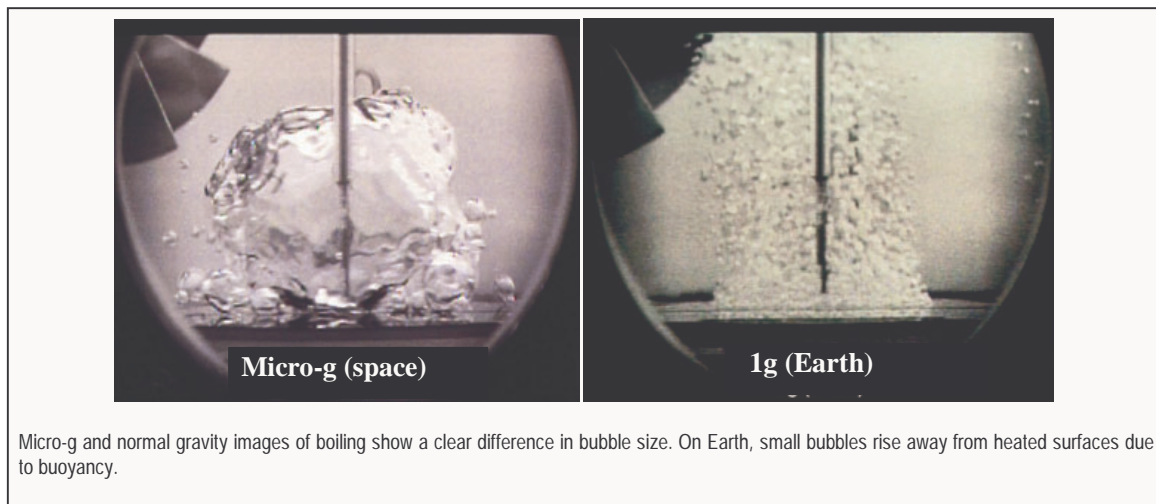 Micro-g (space)
1g (Earth)
Micro-g and normal gravity images of boiling show a clear difference in bubble size. On Earth, small bubbles rise away from heated surfaces due
to buoyancy.